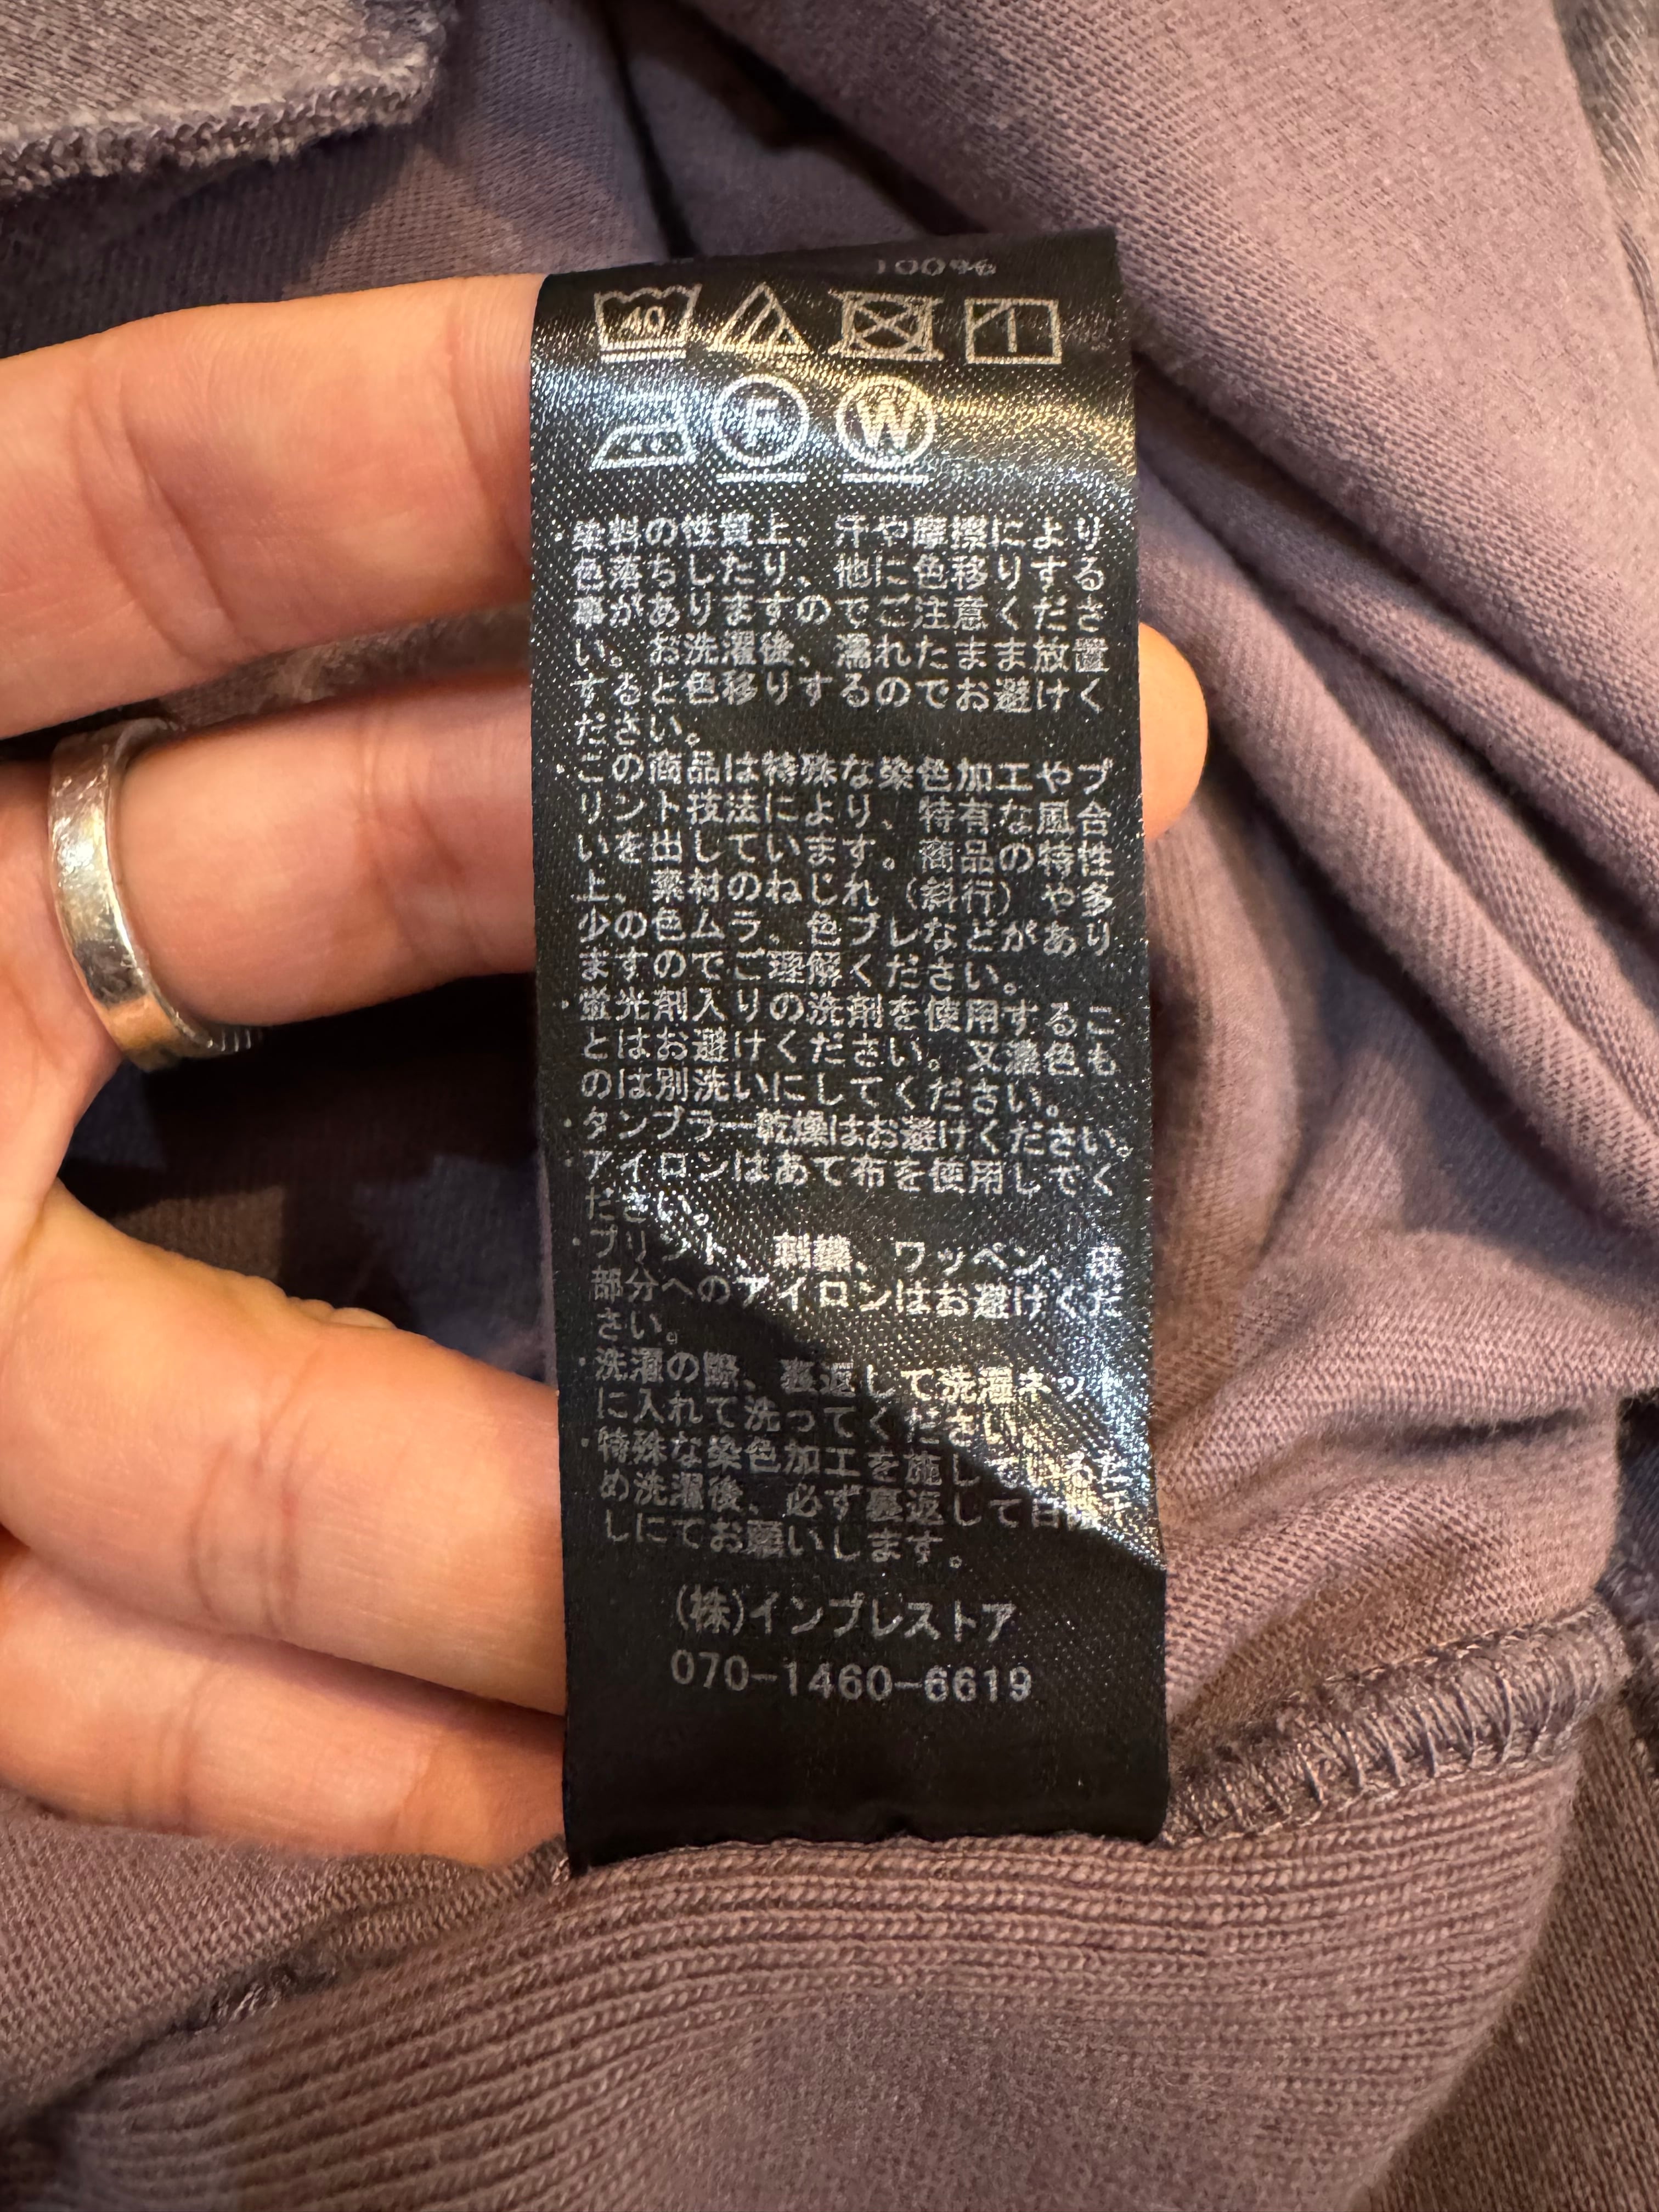 100%
40
F W
・染料の性質上、汗や摩擦により
色落ちしたり、他に色移りする
事がありますのでご注意くださ
い。お洗濯後、濡れたまま放置
すると色移りするのでお避けく
ださい。
・この商品は特殊な染色加工やプ
リント技法により、特有な風合
いを出しています。商品の特性
上、素材のねじれ(斜行)や多
少の色ムラ、色ブレなどがあり
ますのでご理解ください。
・蛍光剤入りの洗剤を使用するこ
とはお避けください。又濃色も
のは別洗いにしてください。
・タンブラー乾燥はお避けください。
・アイロンはあて布を使用してく
ださい。
・プリント、刺繍、ワッペン、
部分へのアイロンはお避けくだ
さい。
・洗濯の際、裏返して洗濯ネット
に入れて洗ってください。
・特殊な染色加工を施しているた
め洗濯後、必ず裏返して日陰干
しにてお願いします。
(株)インプレストア
070-1460-6619